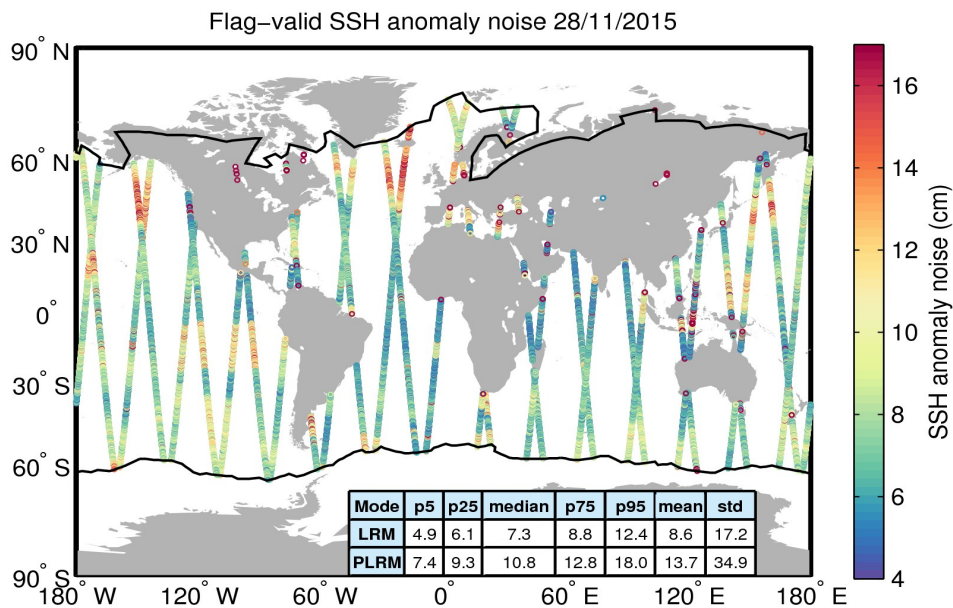 Flag−valid SSH anomaly noise 28/11/2015
90° N
60° N
30° N
0°
30° S
60° S
90° S
180° W 120° W 60° W 0° 60° E 120° E 180° E
Mode p5 p25 median p75 p95 mean std
LRM 4.9 6.1 7.3 8.8 12.4 8.6 17.2
PLRM 7.4 9.3 10.8 12.8 18.0 13.7 34.9
16
14
12
10
8
6
4
SSH anomaly noise (cm)